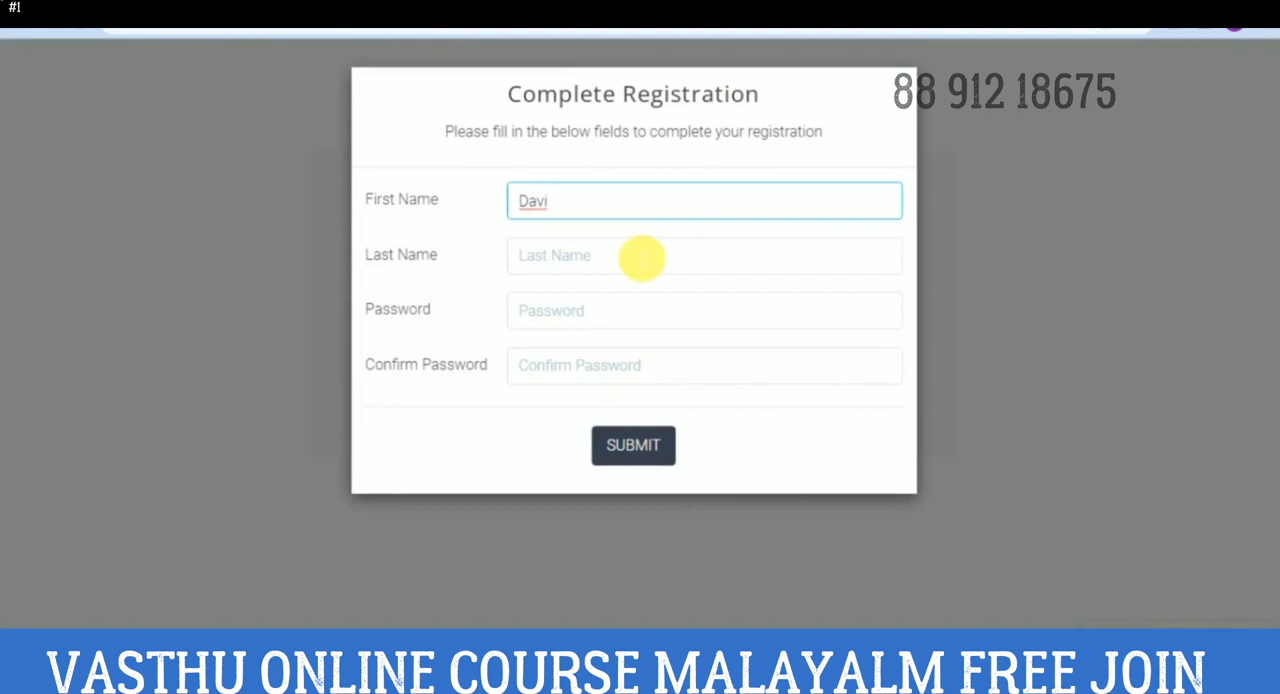 #1
Complete Registration
88 912 18675
Please fill in the below fields to complete your registration
First Name
Davi
Last Name
Last Name
Password
Password
Confirm Password
Confirm Password
SUBMIT
VASTHU ONLINE COURSE MALAYALM FREE JOIN